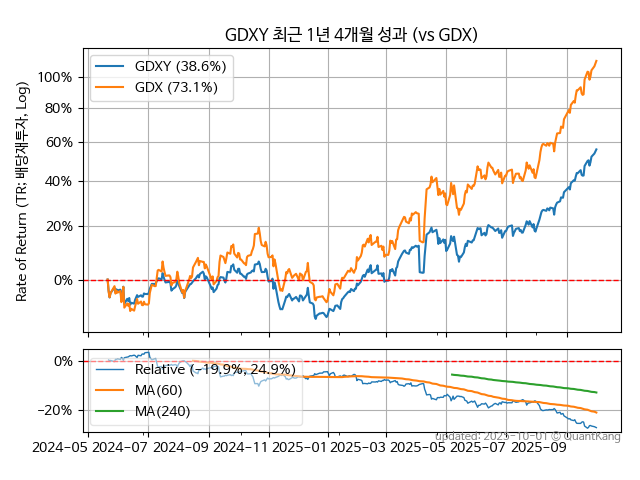 GDXY 최근 1년 4개월 성과 (vs GDX)
Rate of Return (TR: 배당재투자, Log)
GDXY (38.6%)
GDX (73.1%)
100%
80%
60%
40%
20%
0%
0%
−20%
Relative (−19.9%, 24.9%)
MA(60)
MA(240)
2024-05 2024-07 2024-09 2024-11 2025-01 2025-03 2025-05 2025-07 2025-09
updated: 2025-10-01 © QuantKang